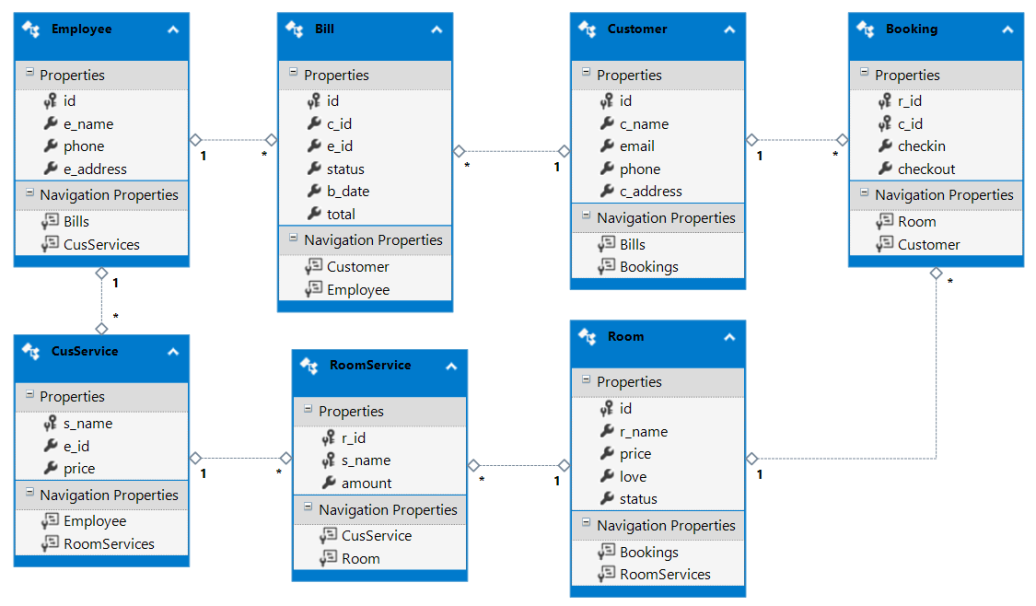 Employee
Properties
id
e_name
phone
e_address
Navigation Properties
Bills
CusServices
1
*
Bill
Properties
id
c_id
e_id
status
b_date
total
Navigation Properties
Customer
Employee
*
1
Customer
Properties
id
c_name
email
phone
c_address
Navigation Properties
Bills
Bookings
1
*
Booking
Properties
r_id
c_id
checkin
checkout
Navigation Properties
Room
Customer
*
1
*
CusService
Properties
s_name
e_id
price
Navigation Properties
Employee
RoomServices
1
*
RoomService
Properties
r_id
s_name
amount
Navigation Properties
CusService
Room
*
1
Room
Properties
id
r_name
price
love
status
Navigation Properties
Bookings
RoomServices
1